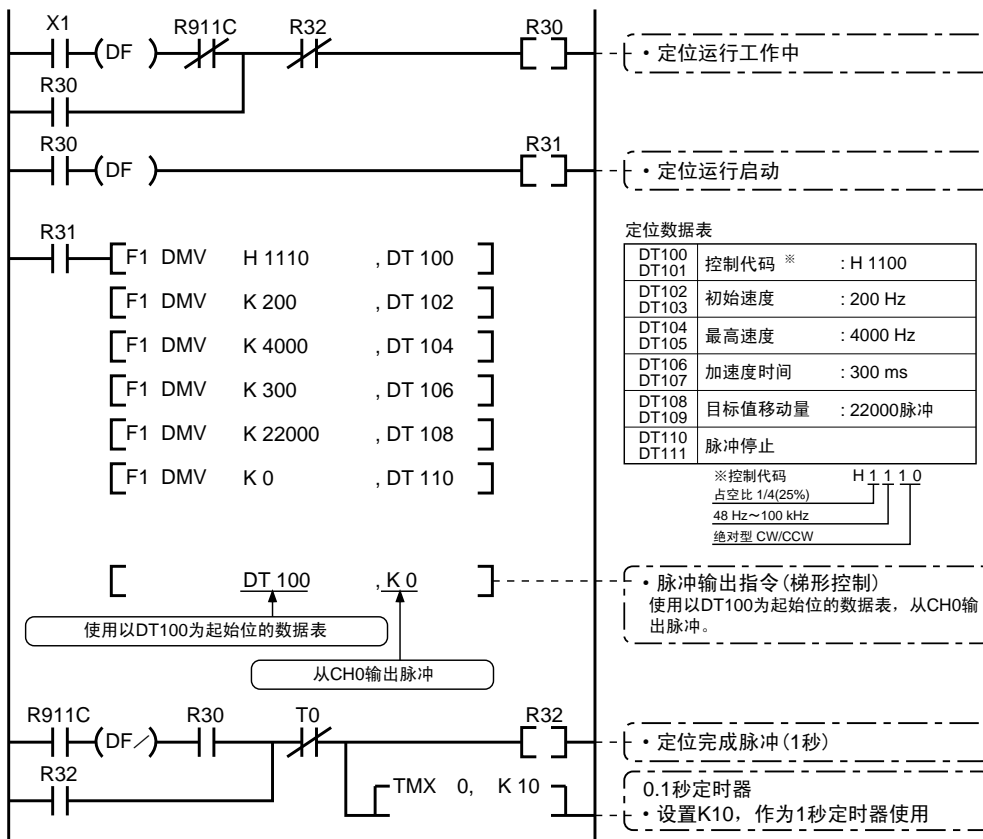 X1 R911C R32 R30
(DF )
・定位运行工作中
R30
R30 R31
(DF )
・定位运行启动
R31
F1 DMV H 1110 , DT 100
F1 DMV K 200 , DT 102
F1 DMV K 4000 , DT 104
F1 DMV K 300 , DT 106
F1 DMV K 22000 , DT 108
F1 DMV K 0 , DT 110
定位数据表
DT100
DT101 控制代码 ※ : H 1100
DT102
DT103 初始速度 : 200 Hz
DT104
DT105 最高速度 : 4000 Hz
DT106
DT107 加速度时间 : 300 ms
DT108
DT109 目标值移动量 : 22000脉冲
DT110
DT111 脉冲停止
※控制代码 H 1 1 1 0
占空比 1/4(25%)
48 Hz～100 kHz
绝对型 CW/CCW
DT 100 , K 0
・脉冲输出指令(梯形控制)
使用以DT100为起始位的数据表，从CH0输
出脉冲。
使用以DT100为起始位的数据表
从CH0输出脉冲
R911C R30 T0 R32
(DF/)
・定位完成脉冲(1秒)
R32
TMX 0, K 10
0.1秒定时器
・设置K10，作为1秒定时器使用